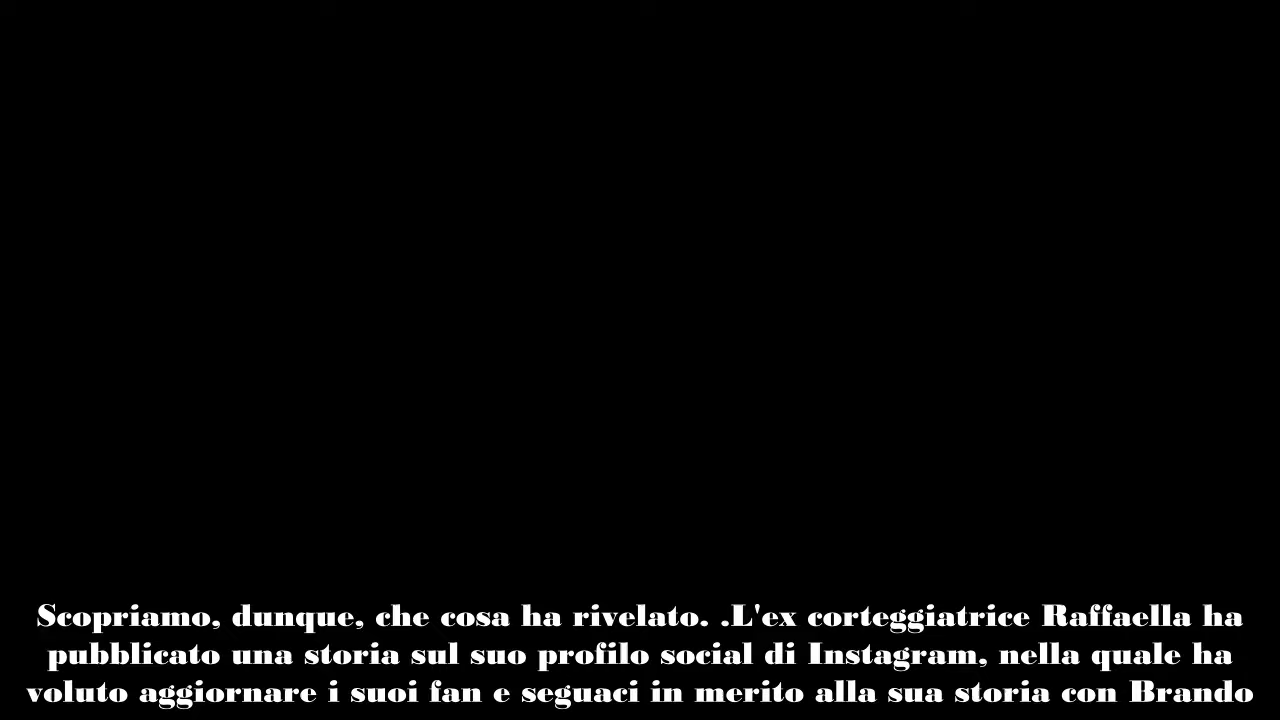 Scopriamo, dunque, che cosa ha rivelato. .L'ex corteggiatrice Raffaella ha
pubblicato una storia sul suo profilo social di Instagram, nella quale ha
voluto aggiornare i suoi fan e seguaci in merito alla sua storia con Brando